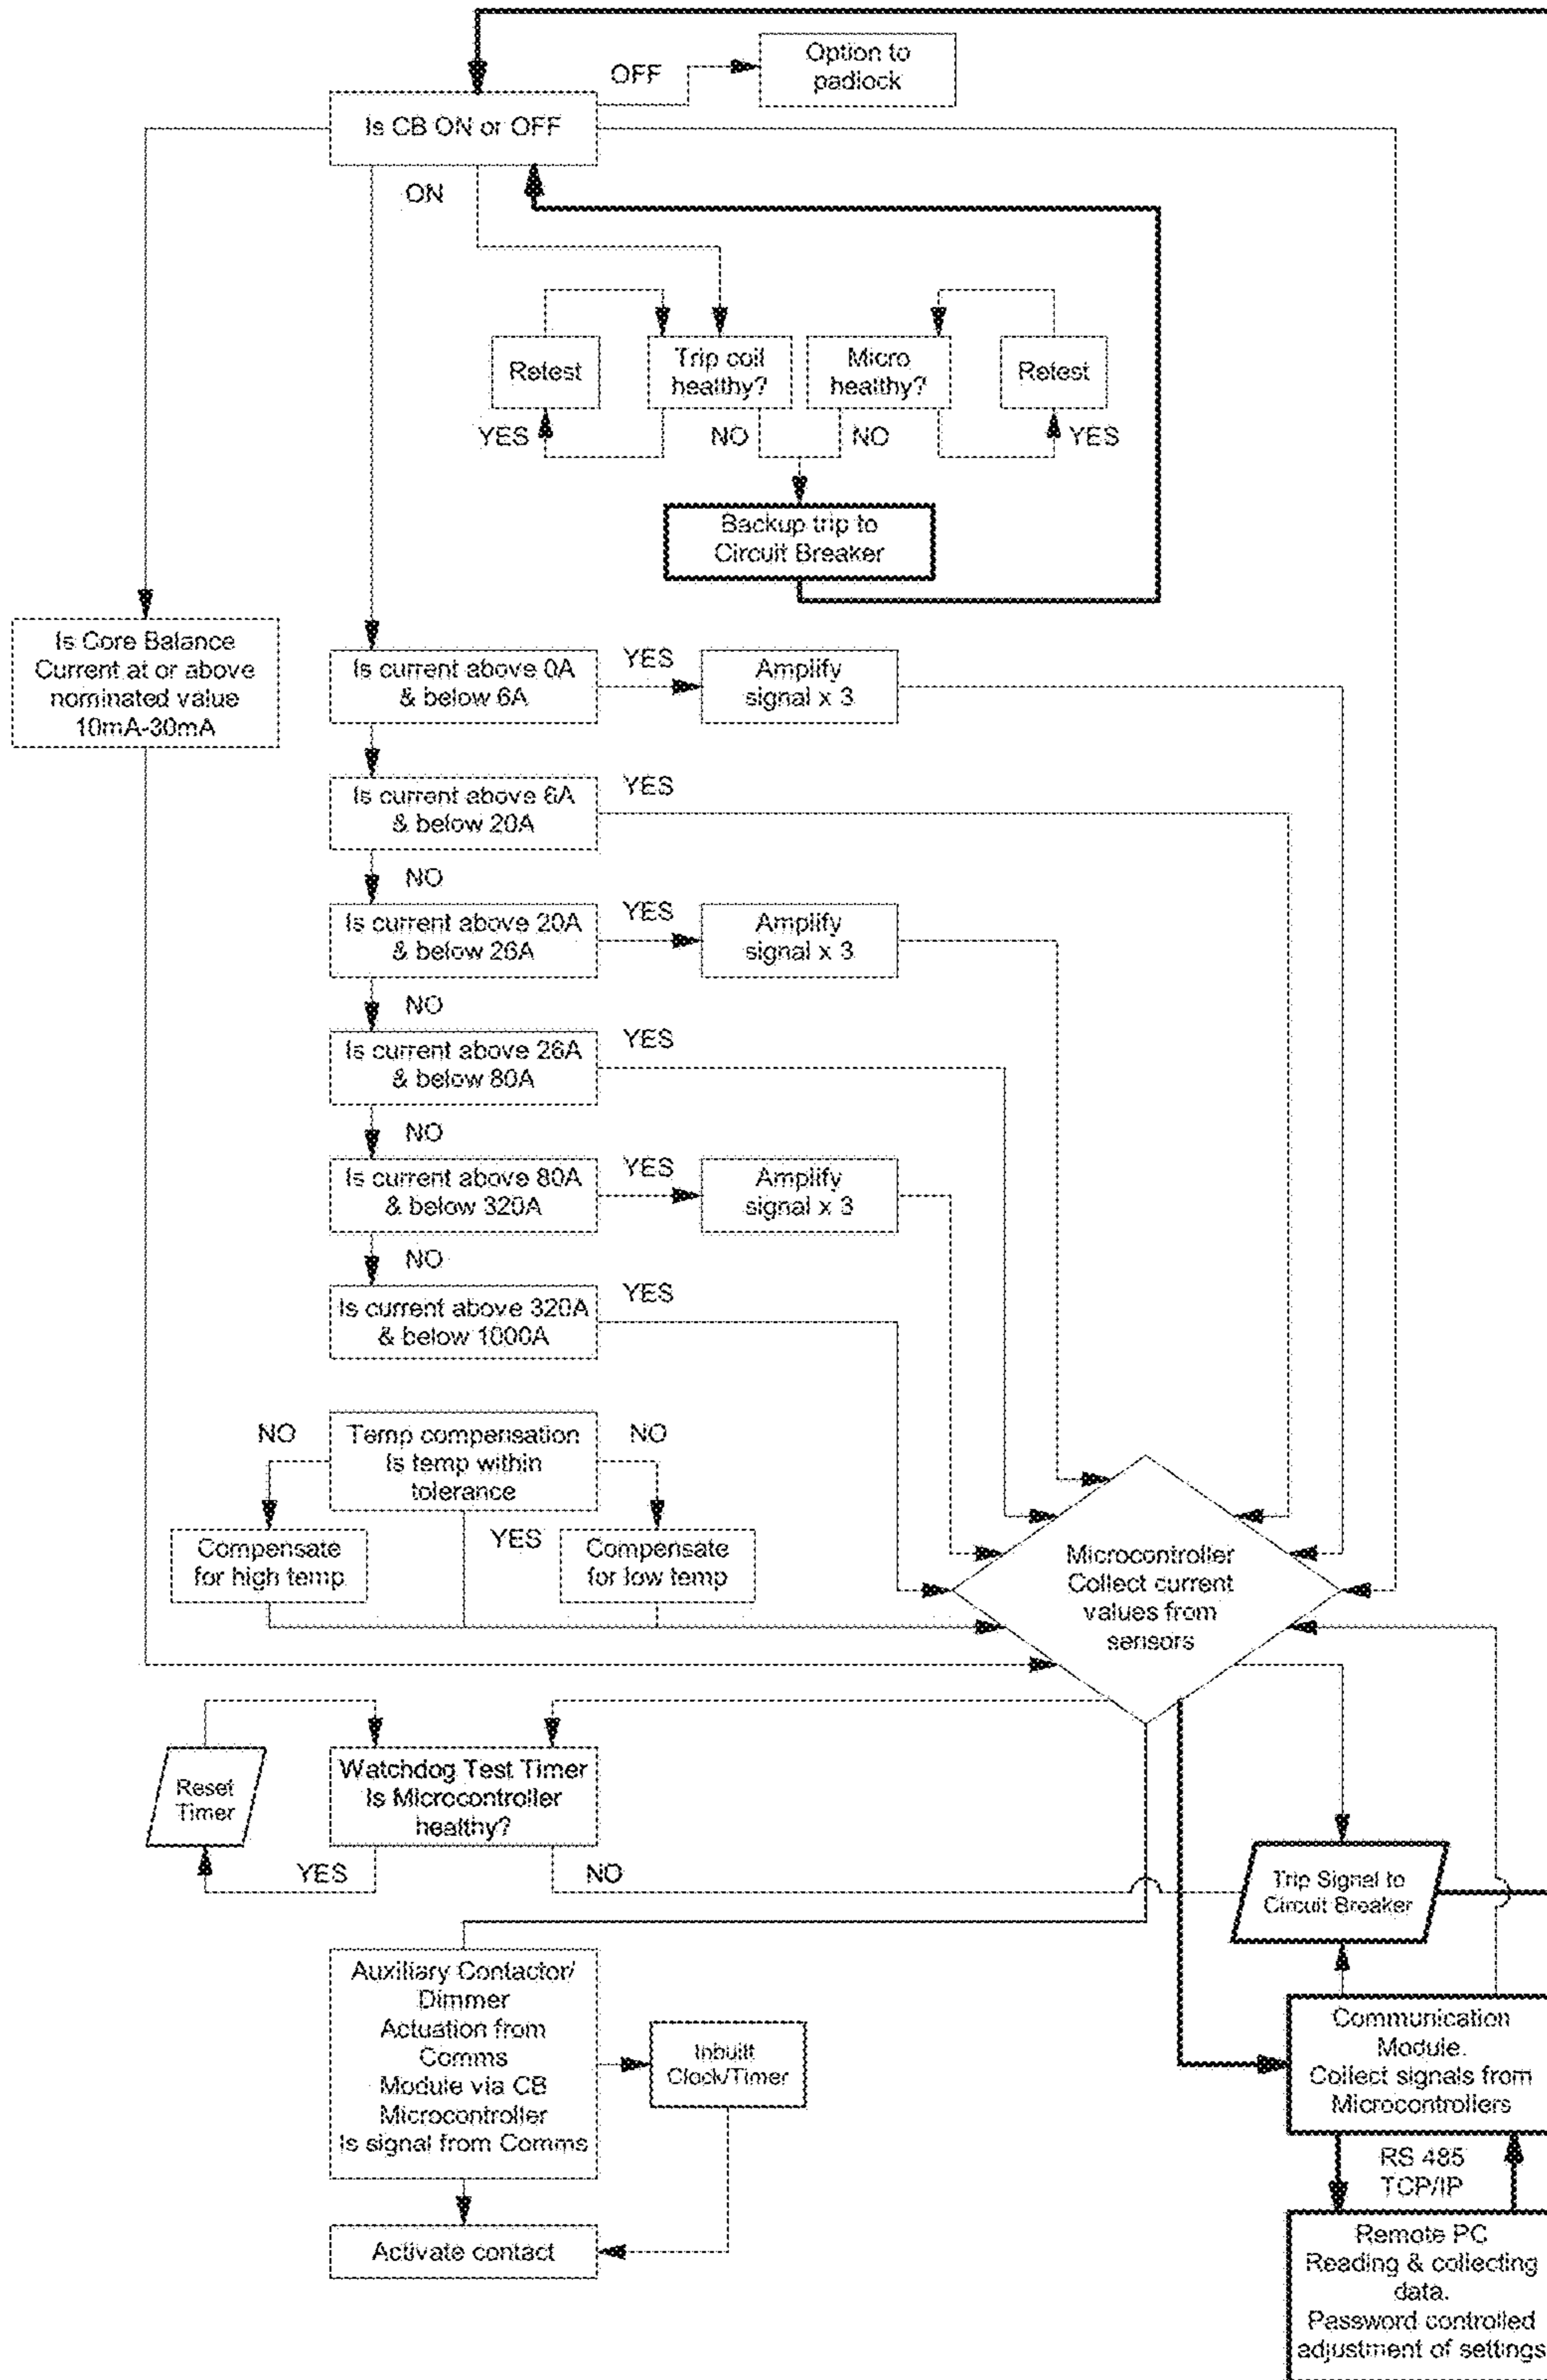 OFF
Option to
padlock
Is CB ON or OFF
ON
Retest
Trip coil
healthy?
Micro
healthy?
Retest
YES
NO
NO
YES
Backup trip to
Circuit Breaker
Is Core Balance
Current at or above
nominated value
10mA-30mA
Is current above 0A
& below 6A
YES
Amplify
signal x 3
Is current above 6A
& below 20A
YES
NO
Is current above 20A
& below 26A
YES
Amplify
signal x 3
NO
Is current above 26A
& below 80A
YES
NO
Is current above 80A
& below 320A
YES
Amplify
signal x 3
NO
Is current above 320A
& below 1000A
YES
NO
Temp compensation
Is temp within
tolerance
NO
Compensate
for high temp
YES
Compensate
for low temp
Microcontroller
Collect current
values from
sensors
Reset
Timer
Watchdog Test Timer
Is Microcontroller
healthy?
YES
NO
Trip Signal to
Circuit Breaker
Auxiliary Contactor/
Dimmer
Actuation from
Comms
Module via CB
Microcontroller
Is signal from Comms
Inbuilt
Clock/Timer
Communication
Module.
Collect signals from
Microcontrollers
RS 485
TCP/IP
Activate contact
Remote PC
Reading & collecting
data.
Password controlled
adjustment of settings